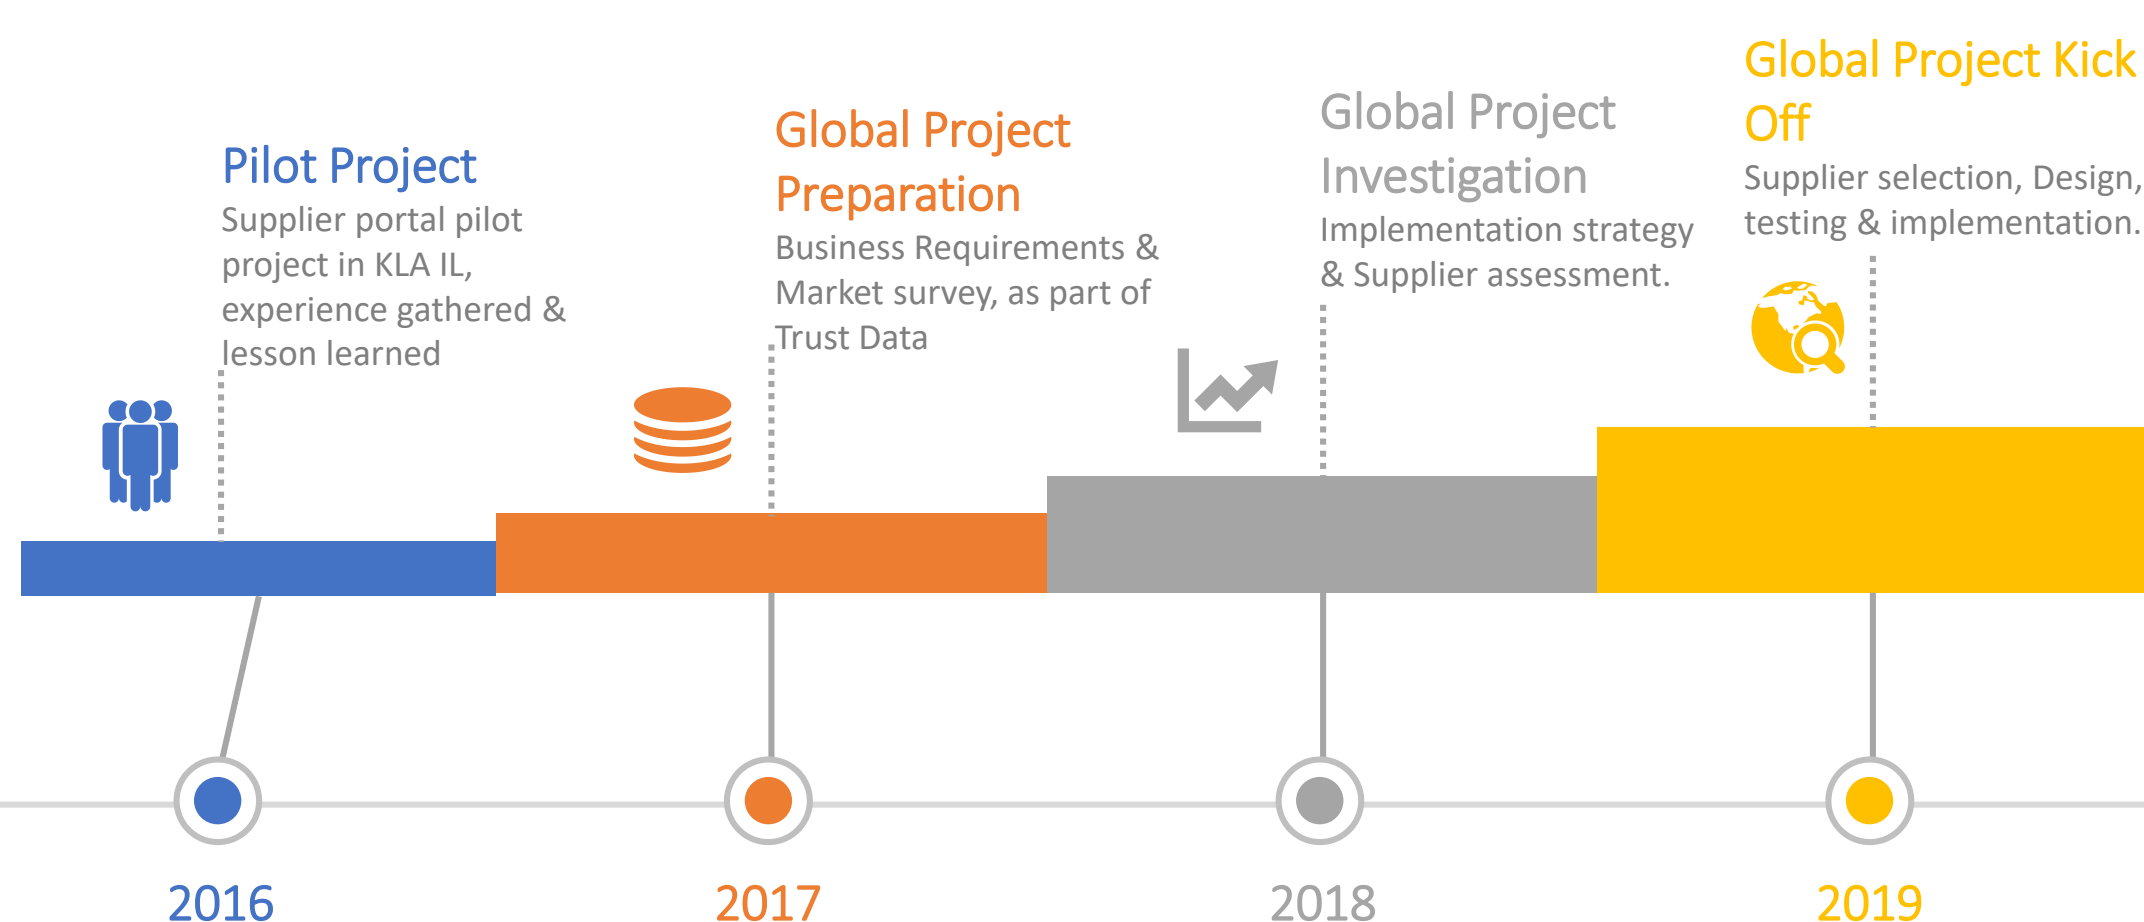 Pilot Project
Supplier portal pilot
project in KLA IL,
experience gathered &
lesson learned
Global Project
Preparation
Business Requirements &
Market survey, as part of
Trust Data
Global Project
Investigation
Implementation strategy
& Supplier assessment.
Global Project Kick
Off
Supplier selection, Design,
testing & implementation.
2016
2017
2018
2019